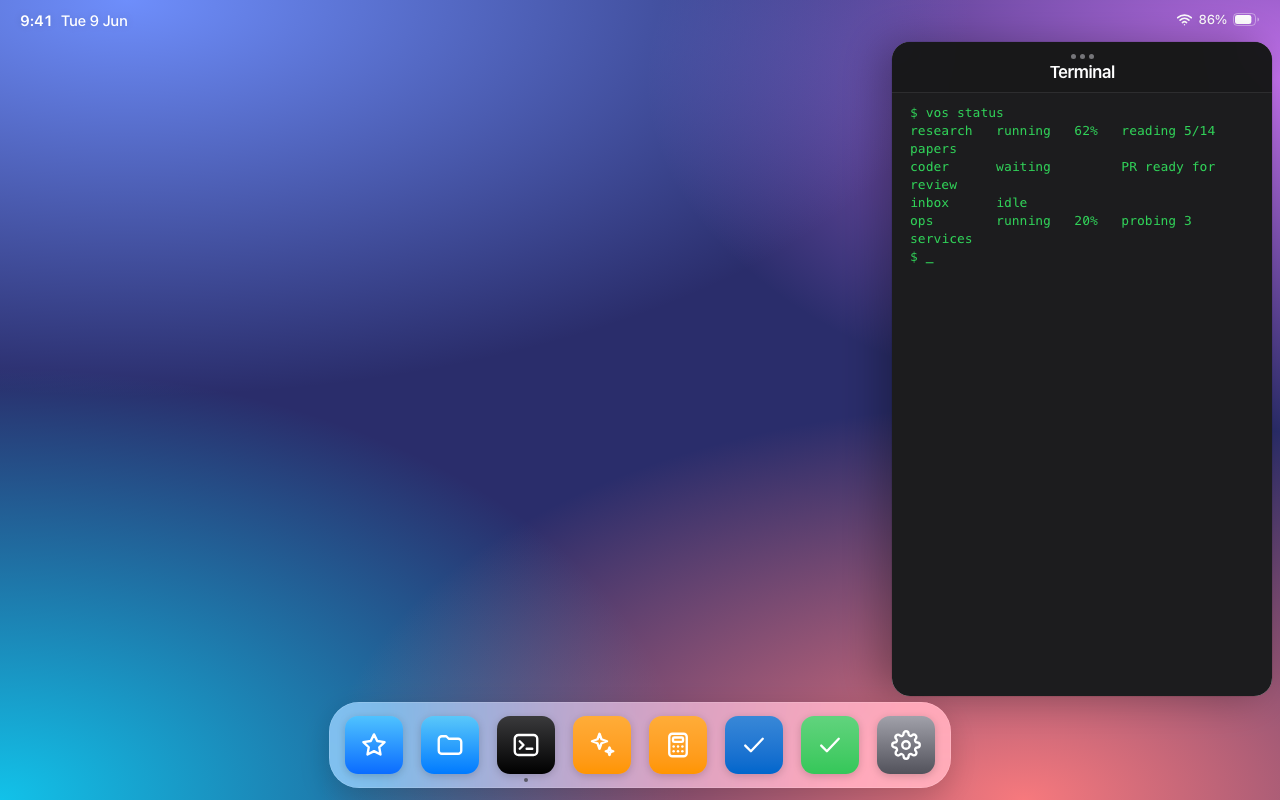 9:41 Tue 9 Jun
86%
Terminal
$ vos status
research   running   62%   reading 5/14
papers
coder      waiting         PR ready for
review
inbox      idle
ops        running   20%   probing 3
services
$ _